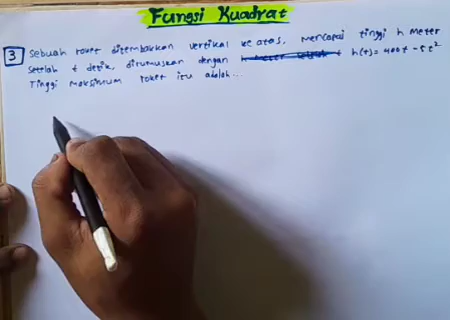 Fungsi Kuadrat
3 Sebuah roket ditembakkan vertikal ke atas, mencapai tinggi h meter
Setelah t detik, dirumuskan dengan h(t) = 400t - 5t²
Tinggi maksimum roket itu adalah...